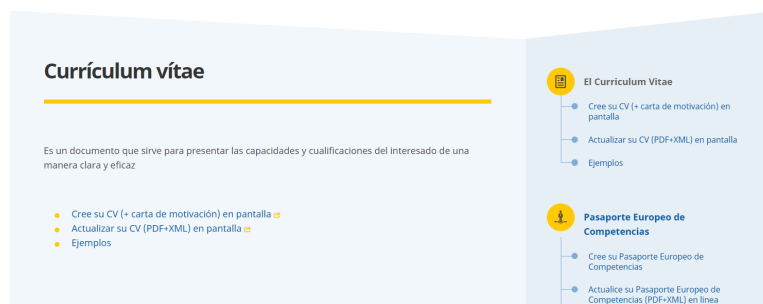 Currículum vítae
Es un documento que sirve para presentar las capacidades y cualificaciones del interesado de una
manera clara y eficaz
Cree su CV (+ carta de motivación) en pantalla
Actualizar su CV (PDF+XML) en pantalla
Ejemplos
El Curriculum Vitae
Cree su CV (+ carta de motivación) en
pantalla
Actualizar su CV (PDF+XML) en pantalla
Ejemplos
Pasaporte Europeo de
Competencias
Cree su Pasaporte Europeo de
Competencias
Actualice su Pasaporte Europeo de
Competencias (PDF+XML) en línea